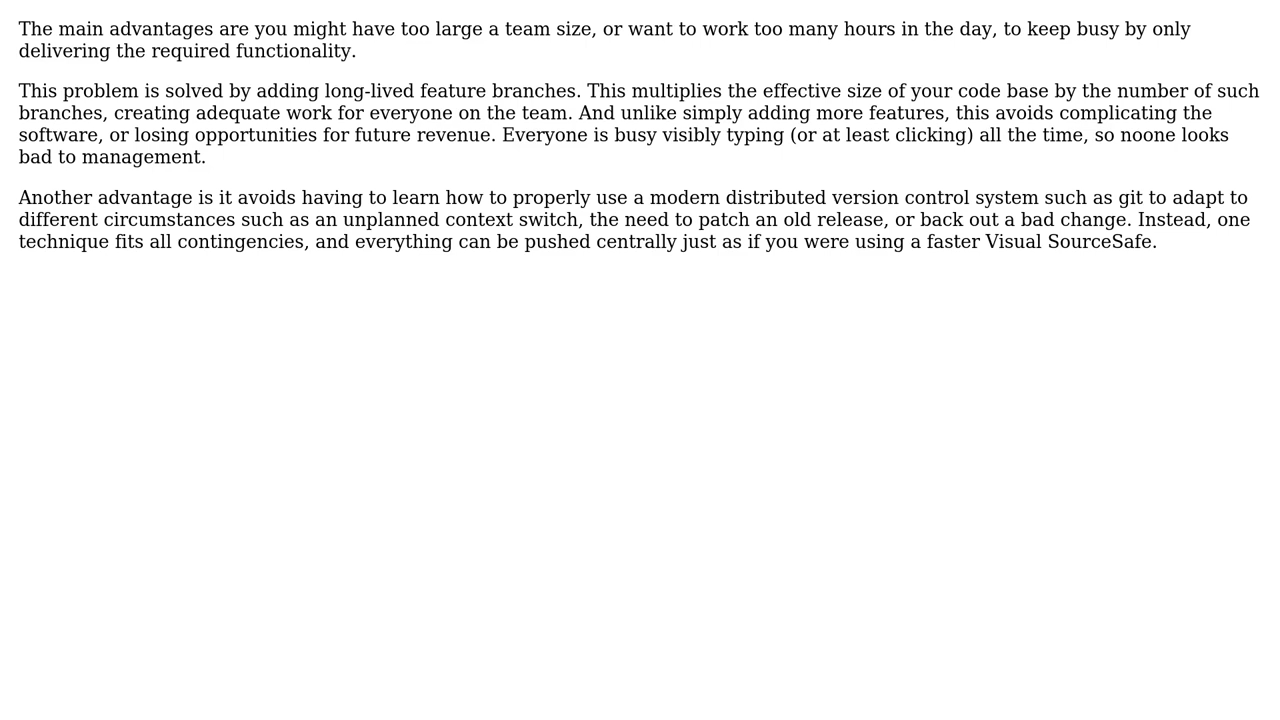 The main advantages are you might have too large a team size, or want to work too many hours in the day, to keep busy by only
delivering the required functionality.
This problem is solved by adding long-lived feature branches. This multiplies the effective size of your code base by the number of such
branches, creating adequate work for everyone on the team. And unlike simply adding more features, this avoids complicating the
software, or losing opportunities for future revenue. Everyone is busy visibly typing (or at least clicking) all the time, so noone looks
bad to management.
Another advantage is it avoids having to learn how to properly use a modern distributed version control system such as git to adapt to
different circumstances such as an unplanned context switch, the need to patch an old release, or back out a bad change. Instead, one
technique fits all contingencies, and everything can be pushed centrally just as if you were using a faster Visual SourceSafe.